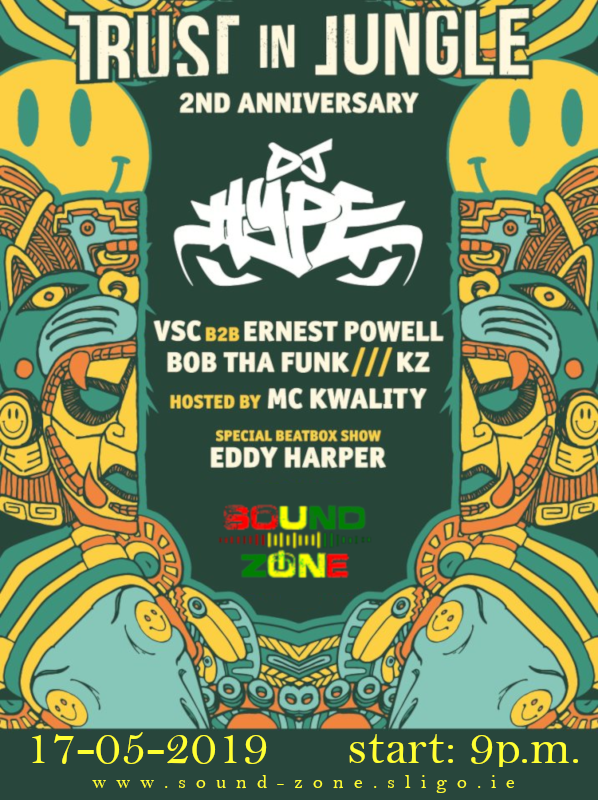 TRUST IN JUNGLE
2ND ANNIVERSARY
DJ
HYPE
VSC B2B ERNEST POWELL
BOB THA FUNK /// KZ
HOSTED BY MC KWALITY
SPECIAL BEATBOX SHOW
EDDY HARPER
SOUND
ZONE
17-05-2019 start: 9p.m.
www.sound-zone.sligo.ie